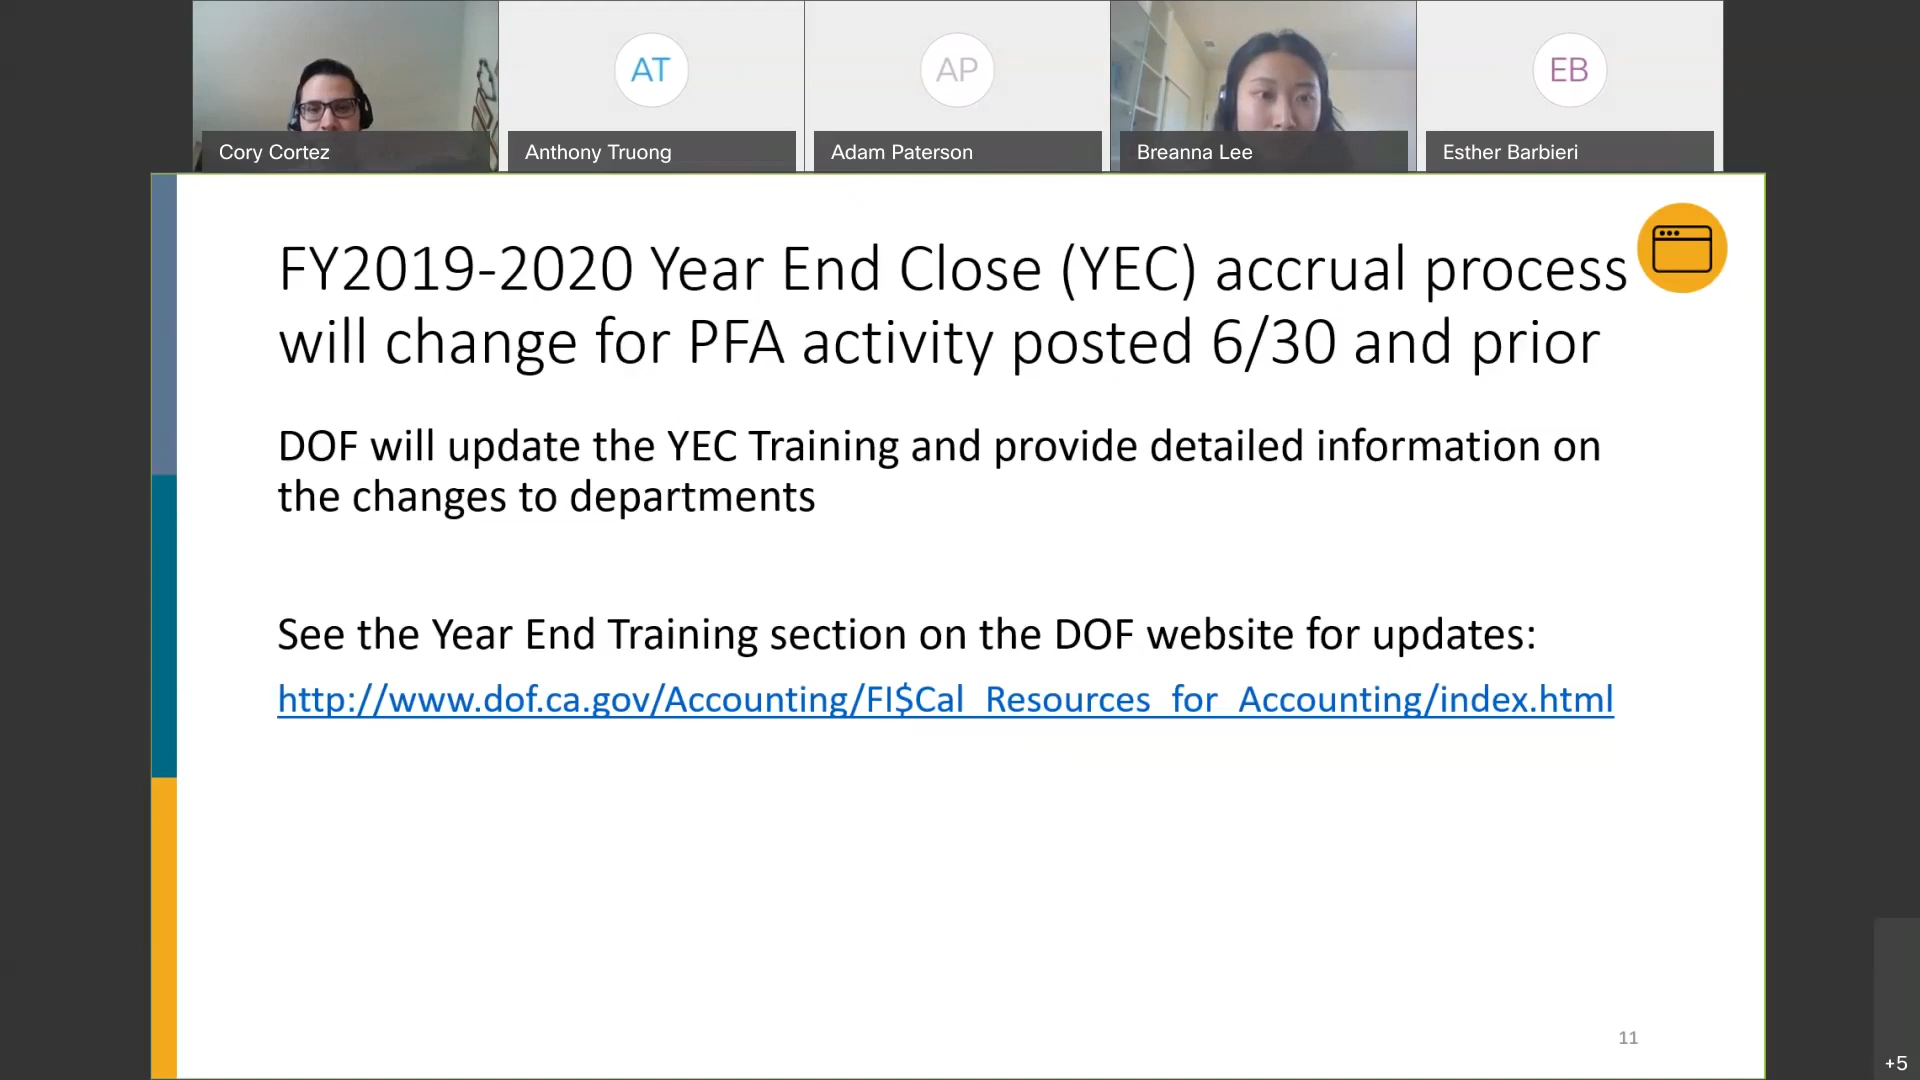 AT
AP
EB
Cory Cortez
Anthony Truong
Adam Paterson
Breanna Lee
Esther Barbieri
FY2019-2020 Year End Close (YEC) accrual process
will change for PFA activity posted 6/30 and prior
DOF will update the YEC Training and provide detailed information on
the changes to departments
See the Year End Training section on the DOF website for updates:
http://www.dof.ca.gov/Accounting/FI$Cal_Resources_for_Accounting/index.html
11
+5